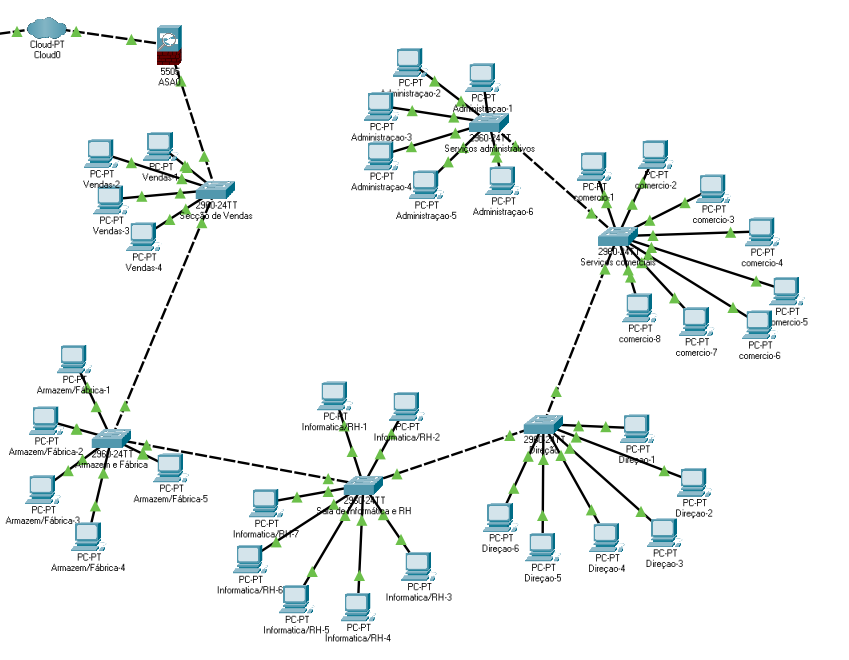 Cloud-PT
Cloud0
5505
ASA0
PC-PT
Administraçao-2
PC-PT
Administraçao-1
PC-PT
Administraçao-3
2960-24TT
Serviços administrativos
PC-PT
Administraçao-4
PC-PT
Administraçao-5
PC-PT
Administraçao-6
PC-PT
Vendas-1
PC-PT
Vendas-2
PC-PT
Vendas-3
PC-PT
Vendas-4
2960-24TT
Secção de Vendas
PC-PT
comercio-1
PC-PT
comercio-2
PC-PT
comercio-3
PC-PT
comercio-4
2960-24TT
Serviços comerciais
PC-PT
comercio-5
PC-PT
comercio-6
PC-PT
comercio-7
PC-PT
comercio-8
PC-PT
Armazem/Fábrica-1
PC-PT
Armazem/Fábrica-2
2960-24TT
Armazem e Fábrica
PC-PT
Armazem/Fábrica-3
PC-PT
Armazem/Fábrica-4
PC-PT
Armazem/Fábrica-5
PC-PT
Informatica/RH-1
PC-PT
Informatica/RH-2
2960-24TT
Sala de Informática e RH
PC-PT
Informatica/RH-7
PC-PT
Informatica/RH-6
PC-PT
Informatica/RH-5
PC-PT
Informatica/RH-4
PC-PT
Informatica/RH-3
2960-24TT
Direção
PC-PT
Direçao-1
PC-PT
Direçao-2
PC-PT
Direçao-3
PC-PT
Direçao-4
PC-PT
Direçao-5
PC-PT
Direçao-6